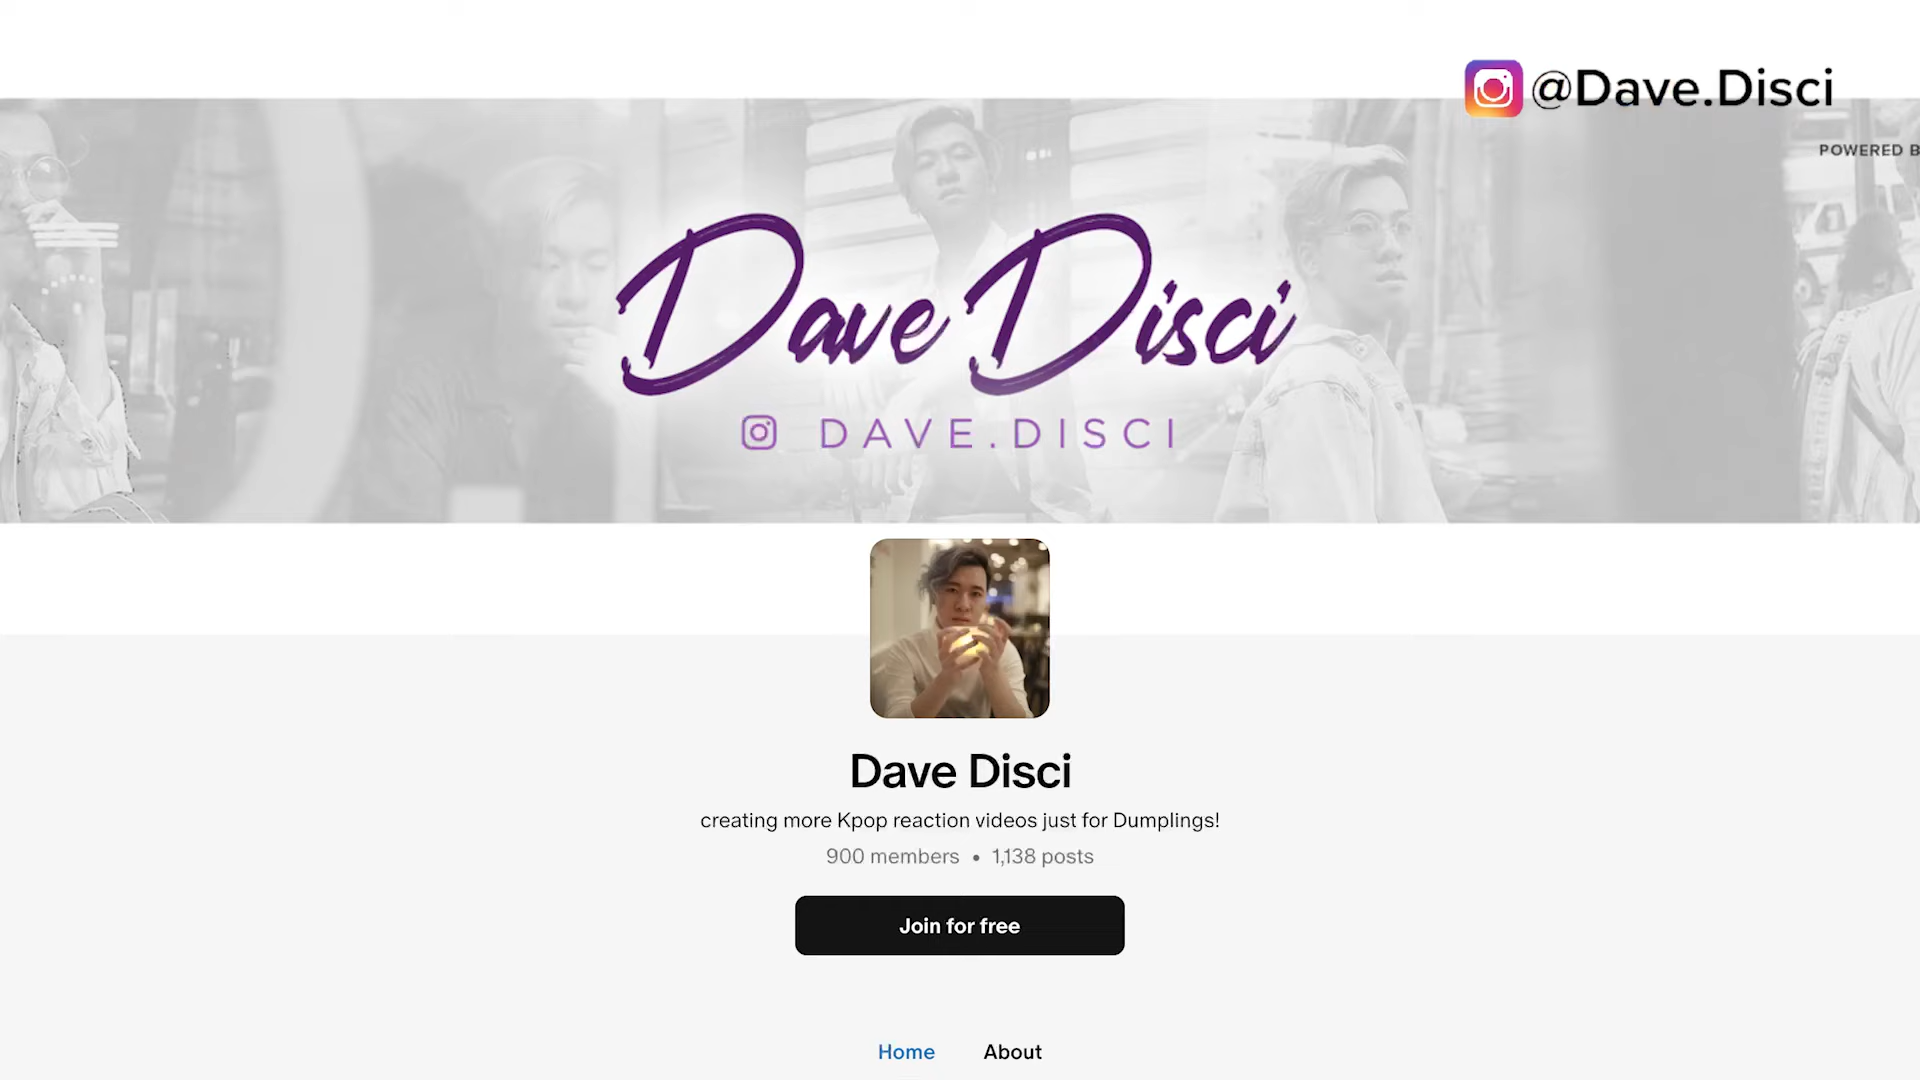 @Dave.Disci
POWERED B
Dave Disci
DAVE.DISCI
Dave Disci
creating more Kpop reaction videos just for Dumplings!
900 members • 1,138 posts
Join for free
Home About